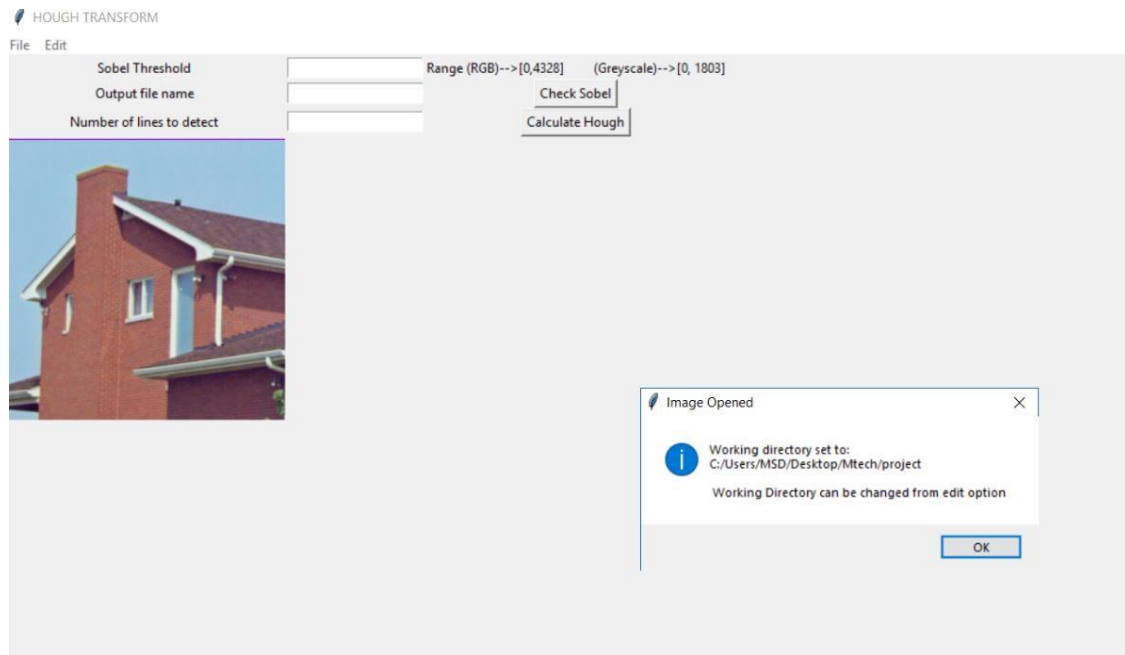 HOUGH TRANSFORM
File Edit
Sobel Threshold Range (RGB)-->[0,4328] (Greyscale)-->[0, 1803]
Output file name Check Sobel
Number of lines to detect Calculate Hough
Image Opened
Working directory set to:
C:/Users/MSD/Desktop/Mtech/project
Working Directory can be changed from edit option
OK